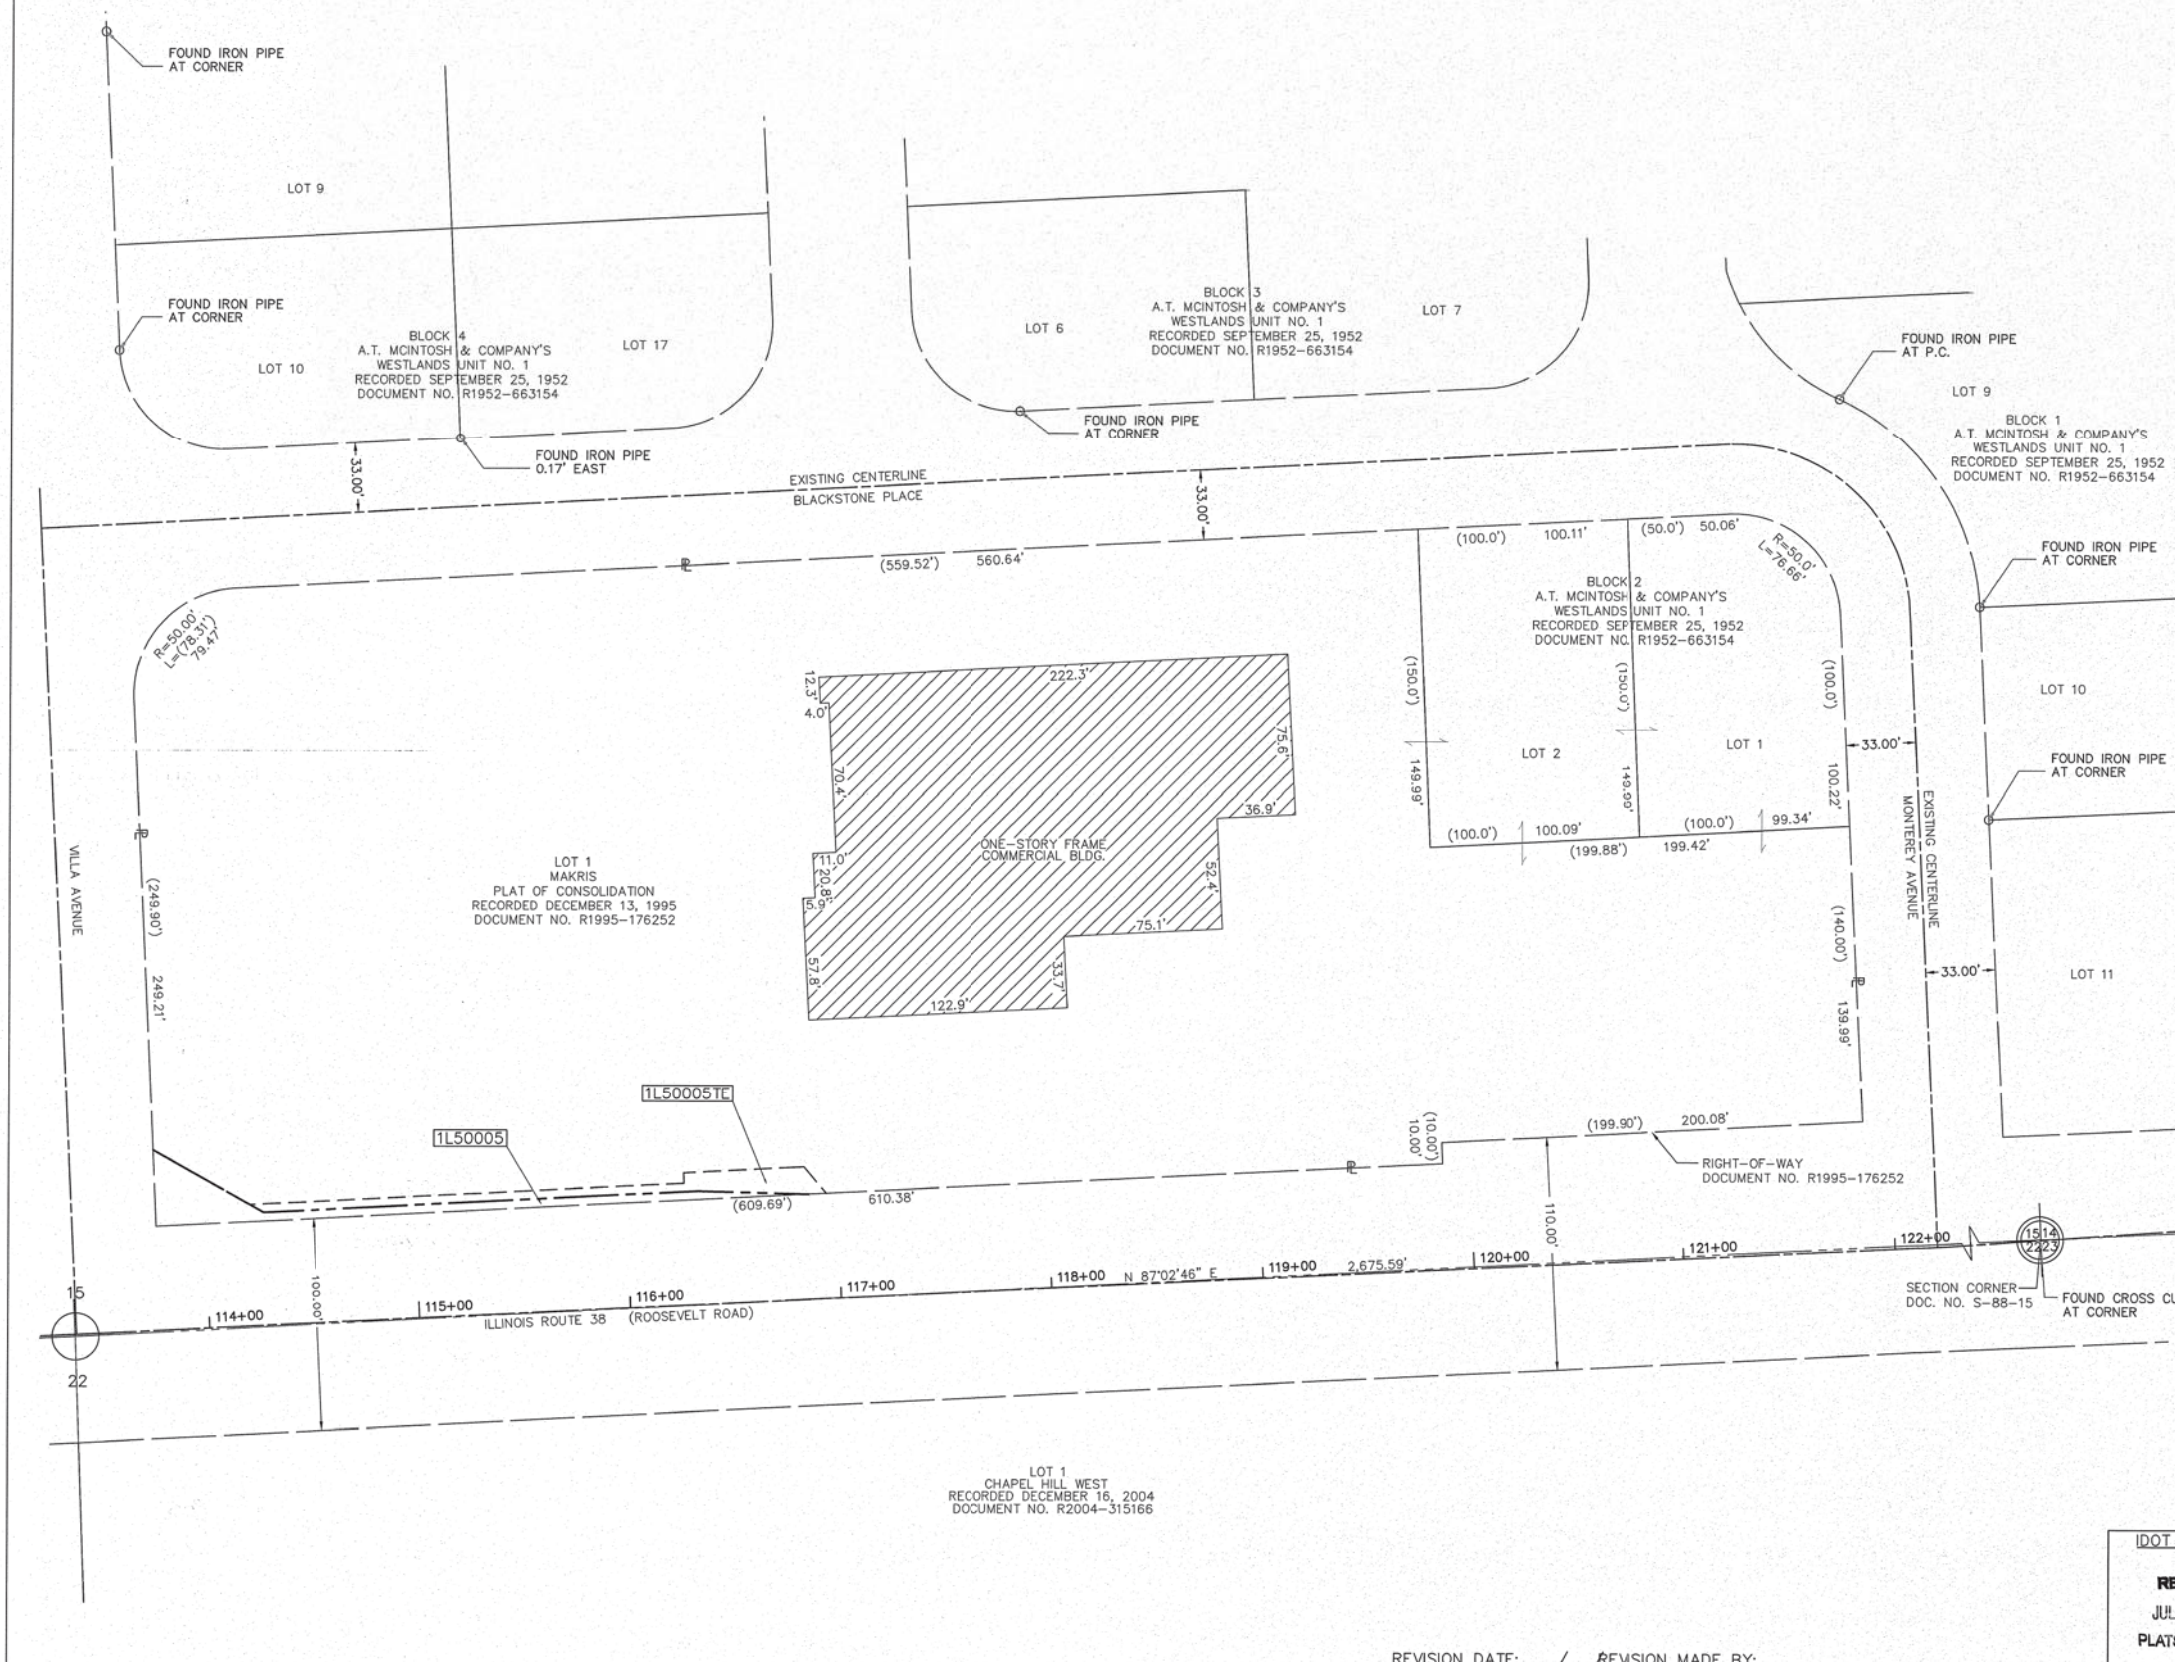 FOUND IRON PIPE
AT CORNER
LOT 9
FOUND IRON PIPE
AT CORNER
LOT 10
BLOCK 4
A.T. MCINTOSH & COMPANY'S
WESTLANDS UNIT NO. 1
RECORDED SEPTEMBER 25, 1952
DOCUMENT NO. R1952-663154
LOT 17
LOT 6
BLOCK 3
A.T. MCINTOSH & COMPANY'S
WESTLANDS UNIT NO. 1
RECORDED SEPTEMBER 25, 1952
DOCUMENT NO. R1952-663154
LOT 7
FOUND IRON PIPE
AT P.C.
LOT 9
BLOCK 1
A.T. MCINTOSH & COMPANY'S
WESTLANDS UNIT NO. 1
RECORDED SEPTEMBER 25, 1952
DOCUMENT NO. R1952-663154
FOUND IRON PIPE
AT CORNER
FOUND IRON PIPE
0.17' EAST
33.00'
EXISTING CENTERLINE
BLACKSTONE PLACE
33.00'
(559.52') 560.64'
(100.0') 100.11'
(50.0') 50.06'
R=50.0'
L=76.66'
FOUND IRON PIPE
AT CORNER
BLOCK 2
A.T. MCINTOSH & COMPANY'S
WESTLANDS UNIT NO. 1
RECORDED SEPTEMBER 25, 1952
DOCUMENT NO. R1952-663154
R=50.00'
L=(78.31')
79.47'
12.3'
4.0'
222.3'
75.6'
70.4'
36.9'
ONE-STORY FRAME
COMMERCIAL BLDG.
11.0'
20.8'
5.9'
52.4'
75.1'
57.8'
33.7'
122.9'
(150.0')
149.99'
(150.0')
149.99'
(100.0')
100.22'
LOT 2
LOT 1
33.00'
LOT 10
FOUND IRON PIPE
AT CORNER
(100.0') 100.09'
(100.0') 99.34'
(199.88') 199.42'
EXISTING CENTERLINE
MONTEREY AVENUE
VILLA AVENUE
(249.90')
249.21'
LOT 1
MAKRIS
PLAT OF CONSOLIDATION
RECORDED DECEMBER 13, 1995
DOCUMENT NO. R1995-176252
(140.00')
139.99'
33.00'
LOT 11
1L50005TE
1L50005
(609.69') 610.38'
(10.00')
10.00'
(199.90') 200.08'
RIGHT-OF-WAY
DOCUMENT NO. R1995-176252
100.00'
110.00'
15
22
114+00
115+00
116+00
117+00
118+00
N 87°02'46" E
119+00
2,675.59'
120+00
121+00
122+00
ILLINOIS ROUTE 38 (ROOSEVELT ROAD)
15 14
22 23
SECTION CORNER
DOC. NO. S-88-15
FOUND CROSS CU
AT CORNER
LOT 1
CHAPEL HILL WEST
RECORDED DECEMBER 16, 2004
DOCUMENT NO. R2004-315166
IDOT
RE
JUL
PLATS
REVISION DATE: / REVISION MADE BY: